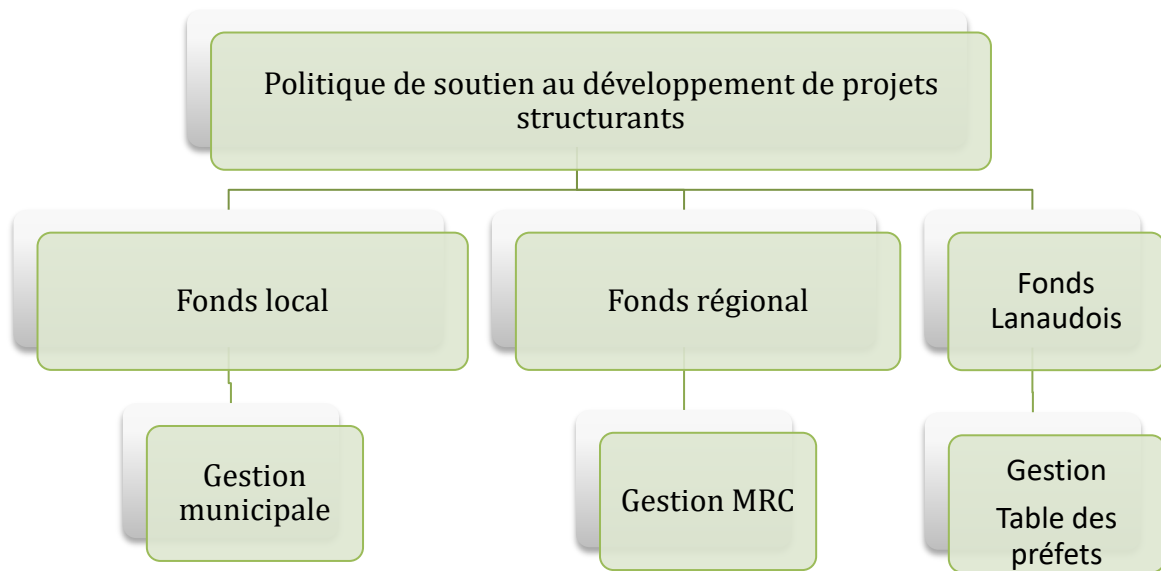 Politique de soutien au développement de projets
structurants
Fonds local
Fonds régional
Fonds
Lanaudois
Gestion
municipale
Gestion MRC
Gestion
Table des
préfets